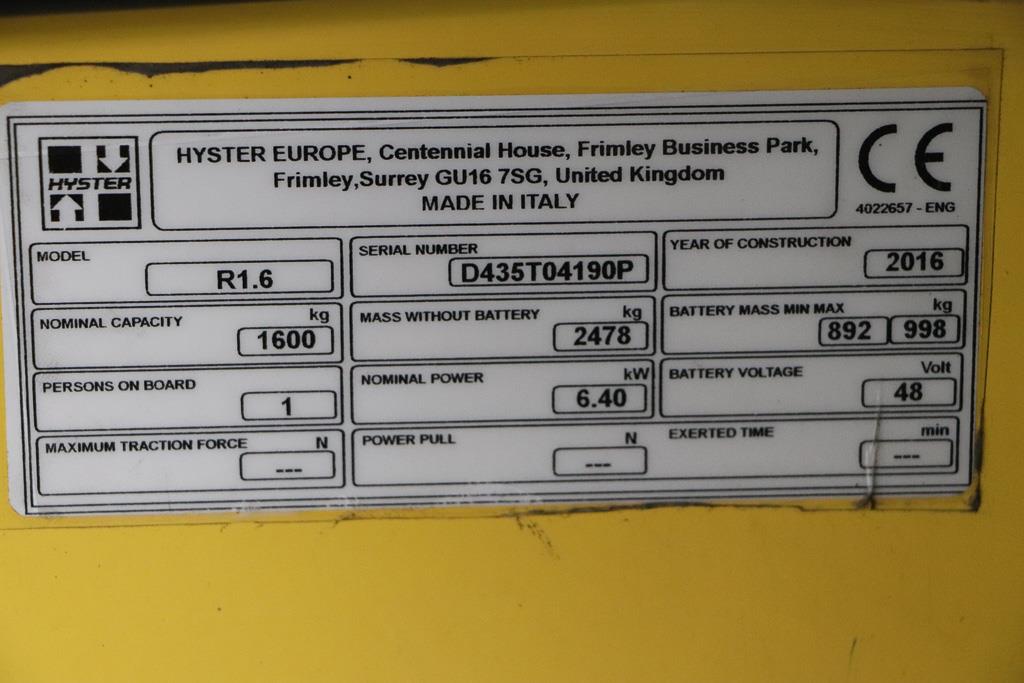 HYSTER
HYSTER EUROPE, Centennial House, Frimley Business Park,
Frimley,Surrey GU16 7SG, United Kingdom
MADE IN ITALY
CE
4022657 - ENG
MODEL
R1.6
SERIAL NUMBER
D435T04190P
YEAR OF CONSTRUCTION
2016
NOMINAL CAPACITY kg
1600
MASS WITHOUT BATTERY kg
2478
BATTERY MASS MIN MAX kg
892 998
PERSONS ON BOARD
1
NOMINAL POWER kW
6.40
BATTERY VOLTAGE Volt
48
MAXIMUM TRACTION FORCE N
---
POWER PULL N
---
EXERTED TIME min
---